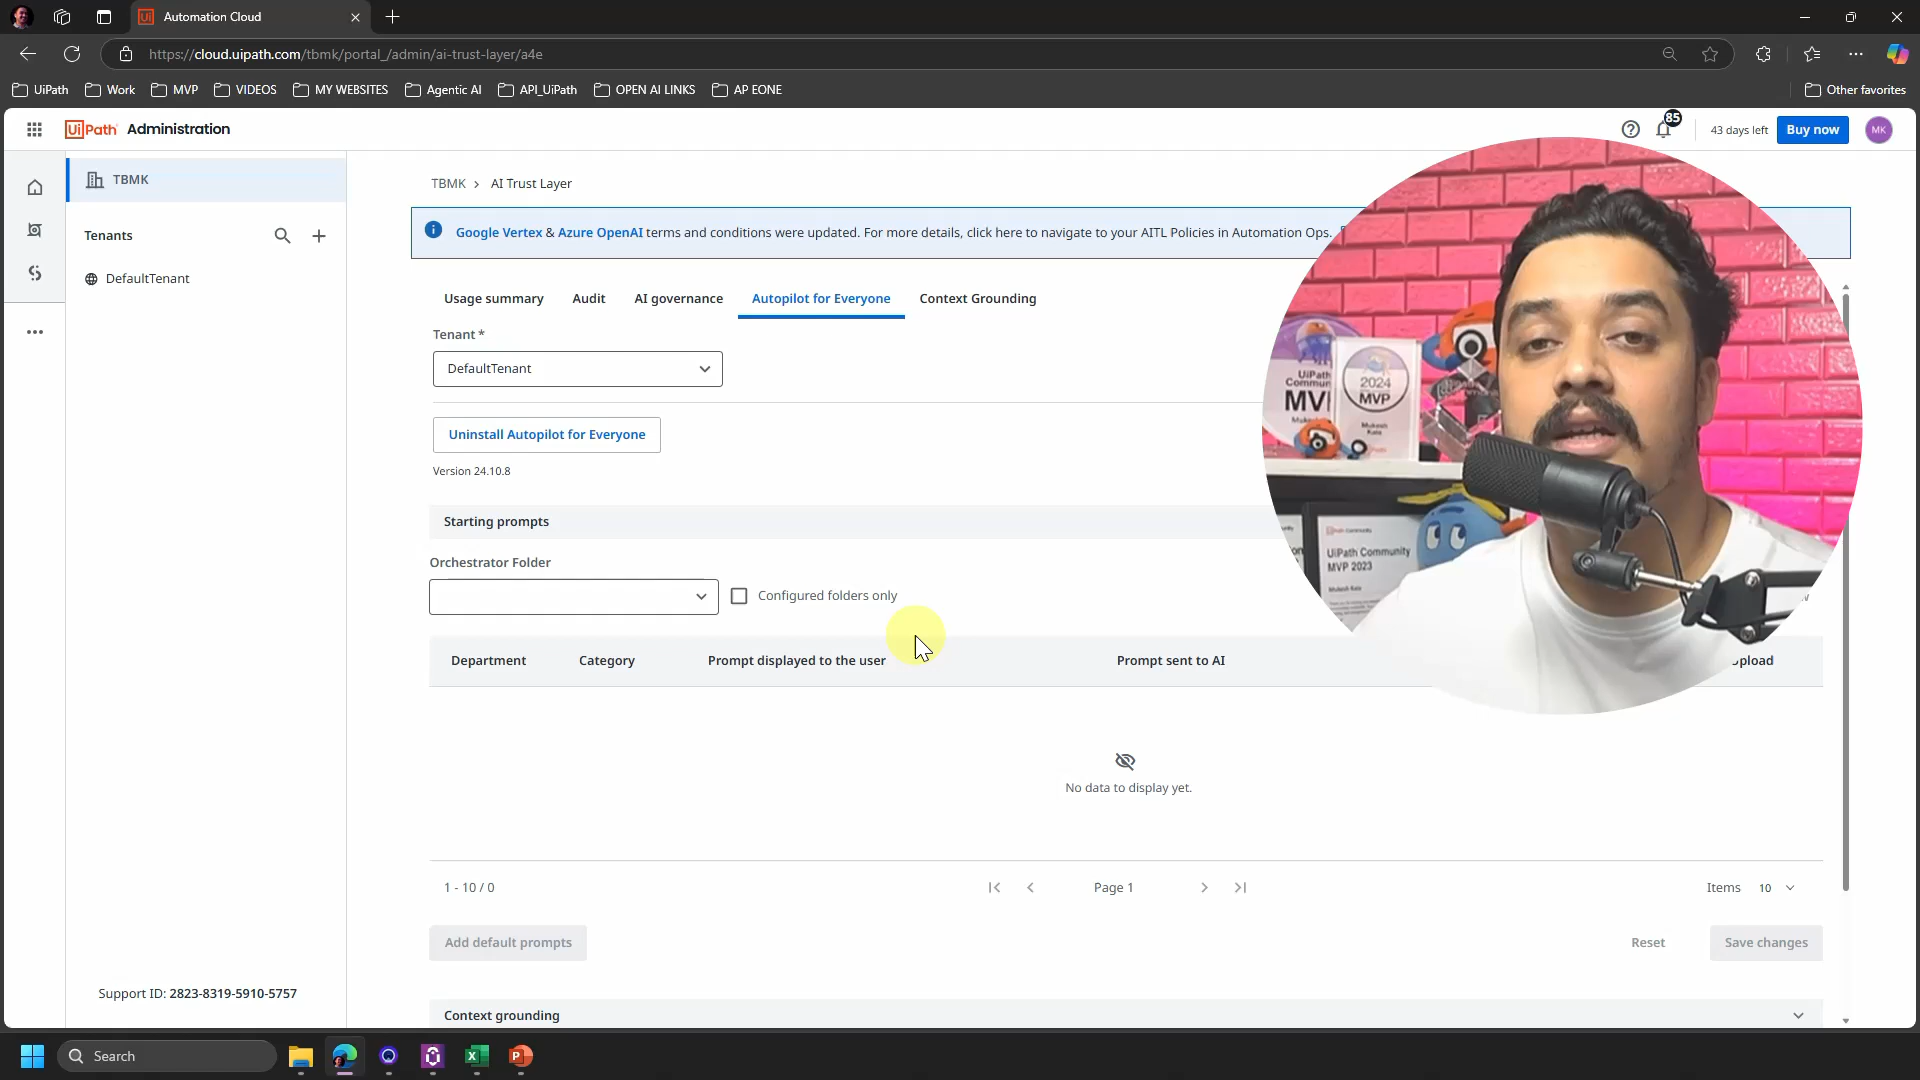 Automation Cloud
https://cloud.uipath.com/tbmk/portal_/admin/ai-trust-layer/a4e
UiPath
Work
MVP
VIDEOS
MY WEBSITES
Agentic AI
API_UiPath
OPEN AI LINKS
AP EONE
Other favorites
UiPath Administration
85
43 days left
Buy now
MK
TBMK
Tenants
DefaultTenant
Support ID: 2823-8319-5910-5757
TBMK > AI Trust Layer
Google Vertex & Azure OpenAI terms and conditions were updated. For more details, click here to navigate to your AITL Policies in Automation Ops.
Usage summary
Audit
AI governance
Autopilot for Everyone
Context Grounding
Tenant *
DefaultTenant
Uninstall Autopilot for Everyone
Version 24.10.8
Starting prompts
Orchestrator Folder
Configured folders only
Department
Category
Prompt displayed to the user
Prompt sent to AI
No data to display yet.
1 - 10 / 0
Page 1
Items 10
Add default prompts
Reset
Save changes
Context grounding
UiPath
Commun
MVP
2024
MVP
Mukesh
Kala
UiPath Community
MVP 2023
Mukesh Kala
Search